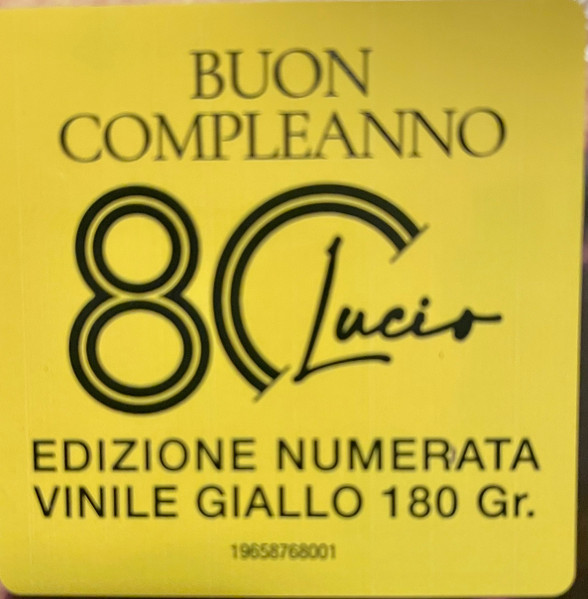 BUON
COMPLEANNO
80 Lucio
EDIZIONE NUMERATA
VINILE GIALLO 180 Gr.
19658768001